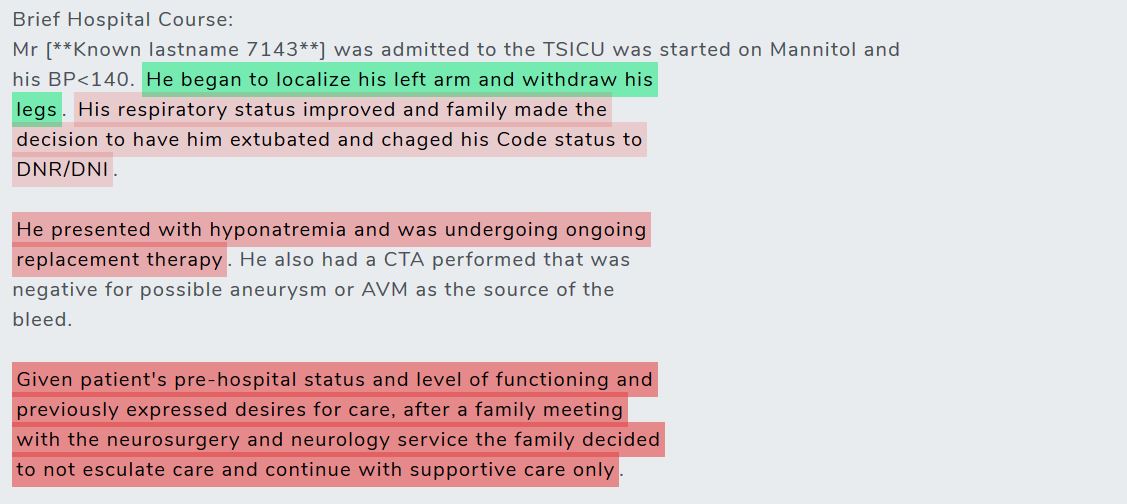 Brief Hospital Course:
Mr [**Known lastname 7143**] was admitted to the TSICU was started on Mannitol and
his BP<140. He began to localize his left arm and withdraw his
legs. His respiratory status improved and family made the
decision to have him extubated and chaged his Code status to
DNR/DNI.
He presented with hyponatremia and was undergoing ongoing
replacement therapy. He also had a CTA performed that was
negative for possible aneurysm or AVM as the source of the
bleed.
Given patient's pre-hospital status and level of functioning and
previously expressed desires for care, after a family meeting
with the neurosurgery and neurology service the family decided
to not esculate care and continue with supportive care only.